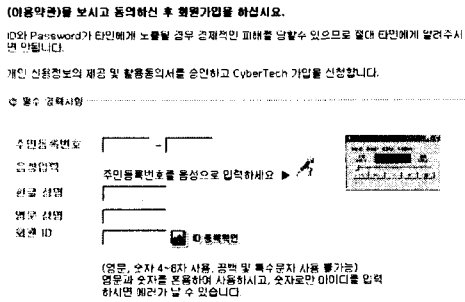 (이용약관)을 보시고 동의하신 후 회원가입을 하십시요.
ID와 Password가 타인에게 노출될 경우 경제적인 피해를 당할수 있으므로 절대 타인에게 알려주시
면 안됩니다.
개인 신용정보의 제공 및 활용동의서를 승인하고 CyberTech 가입을 신청합니다.
필수 경력사항
주민등록번호 -
음성입력 주민등록번호를 음성으로 입력하세요 ▶
한글 성명
영문 성명
회원 ID ID 등록확인
(영문, 숫자 4~8자 사용, 공백 및 특수문자 사용 불가능)
영문과 숫자를 혼용하여 사용하시고, 숫자로만 아이디를 입력
하시면 에러가 날 수 있습니다.